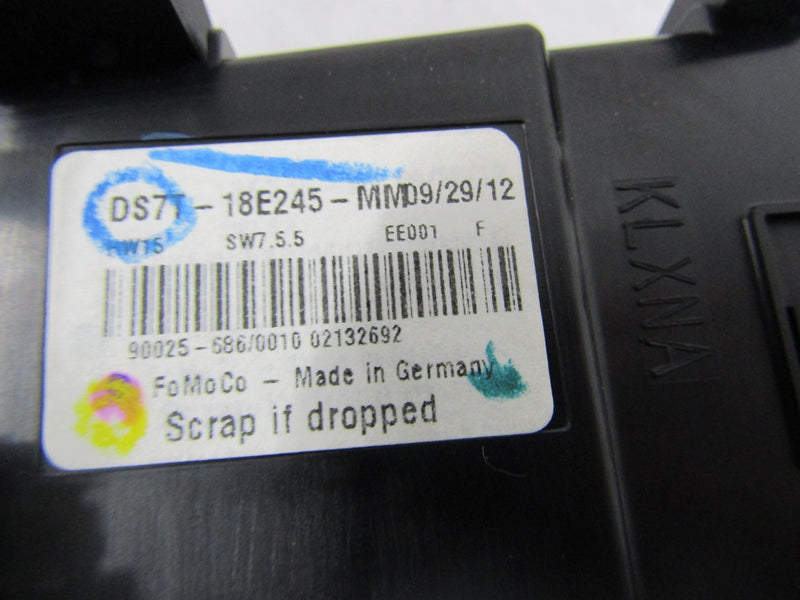 DS7T-18E245-MM09/29/12
HW15 SW7.5.5 EE001 F
90025-686/0010 02132692
FoMoCo - Made in Germany
Scrap if dropped
KLXNA